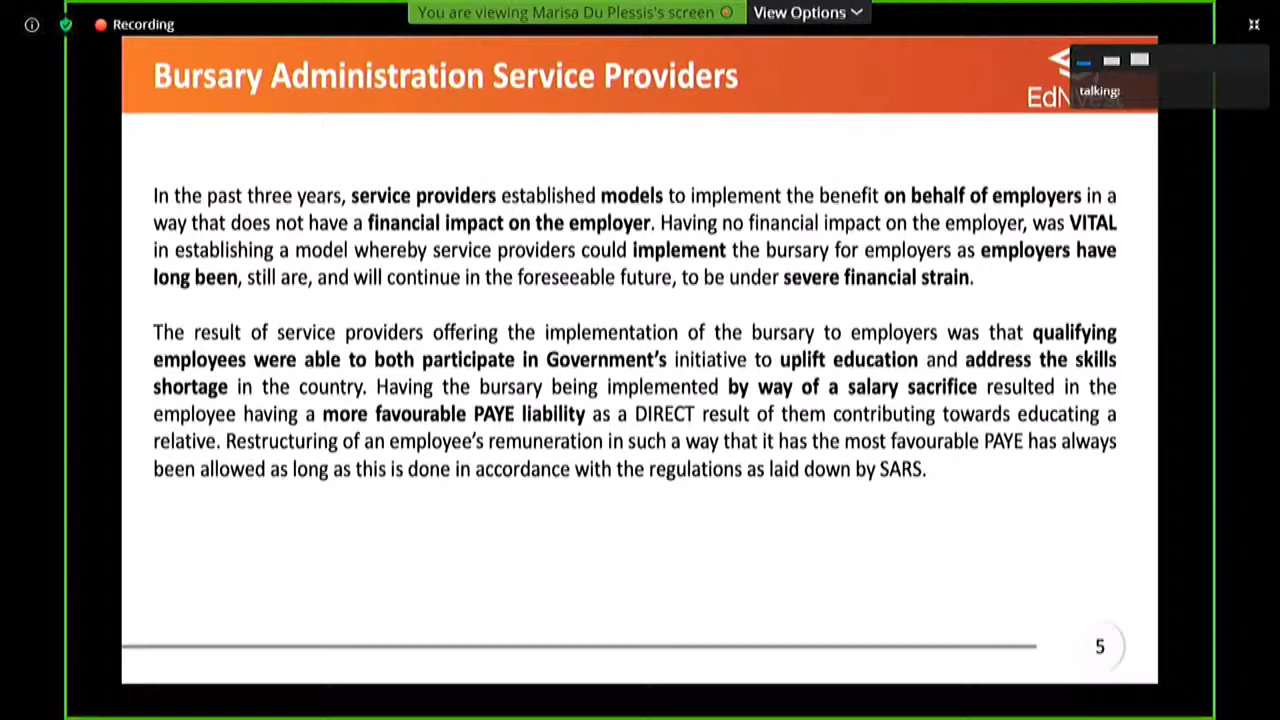 You are viewing Marisa Du Plessis's screen
View Options
Recording
Bursary Administration Service Providers
talking:
In the past three years, service providers established models to implement the benefit on behalf of employers in a
way that does not have a financial impact on the employer. Having no financial impact on the employer, was VITAL
in establishing a model whereby service providers could implement the bursary for employers as employers have
long been, still are, and will continue in the foreseeable future, to be under severe financial strain.
The result of service providers offering the implementation of the bursary to employers was that qualifying
employees were able to both participate in Government's initiative to uplift education and address the skills
shortage in the country. Having the bursary being implemented by way of a salary sacrifice resulted in the
employee having a more favourable PAYE liability as a DIRECT result of them contributing towards educating a
relative. Restructuring of an employee's remuneration in such a way that it has the most favourable PAYE has always
been allowed as long as this is done in accordance with the regulations as laid down by SARS.
5